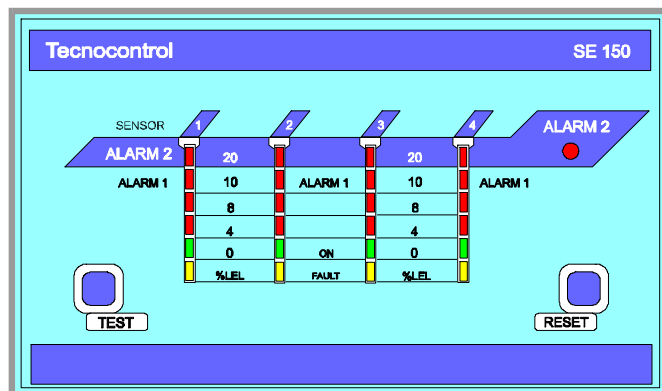 Tecnocontrol SE 150
SENSOR 1 2 3 4 ALARM 2
ALARM 2 20 20
ALARM 1 10 ALARM 1 10 ALARM 1
8 8
4 4
0 ON 0
%LEL FAULT %LEL
TEST RESET